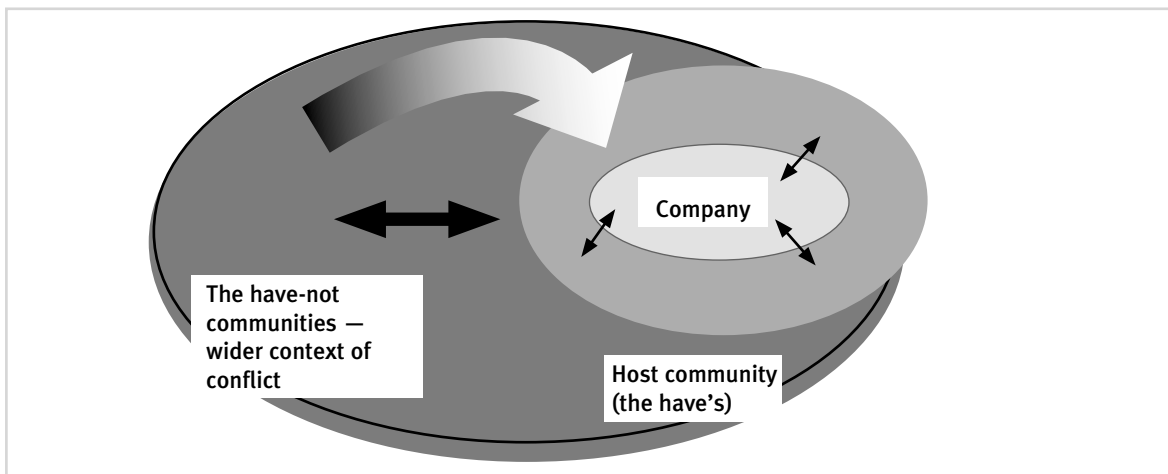 Company
The have-not
communities —
wider context of
conflict
Host community
(the have's)